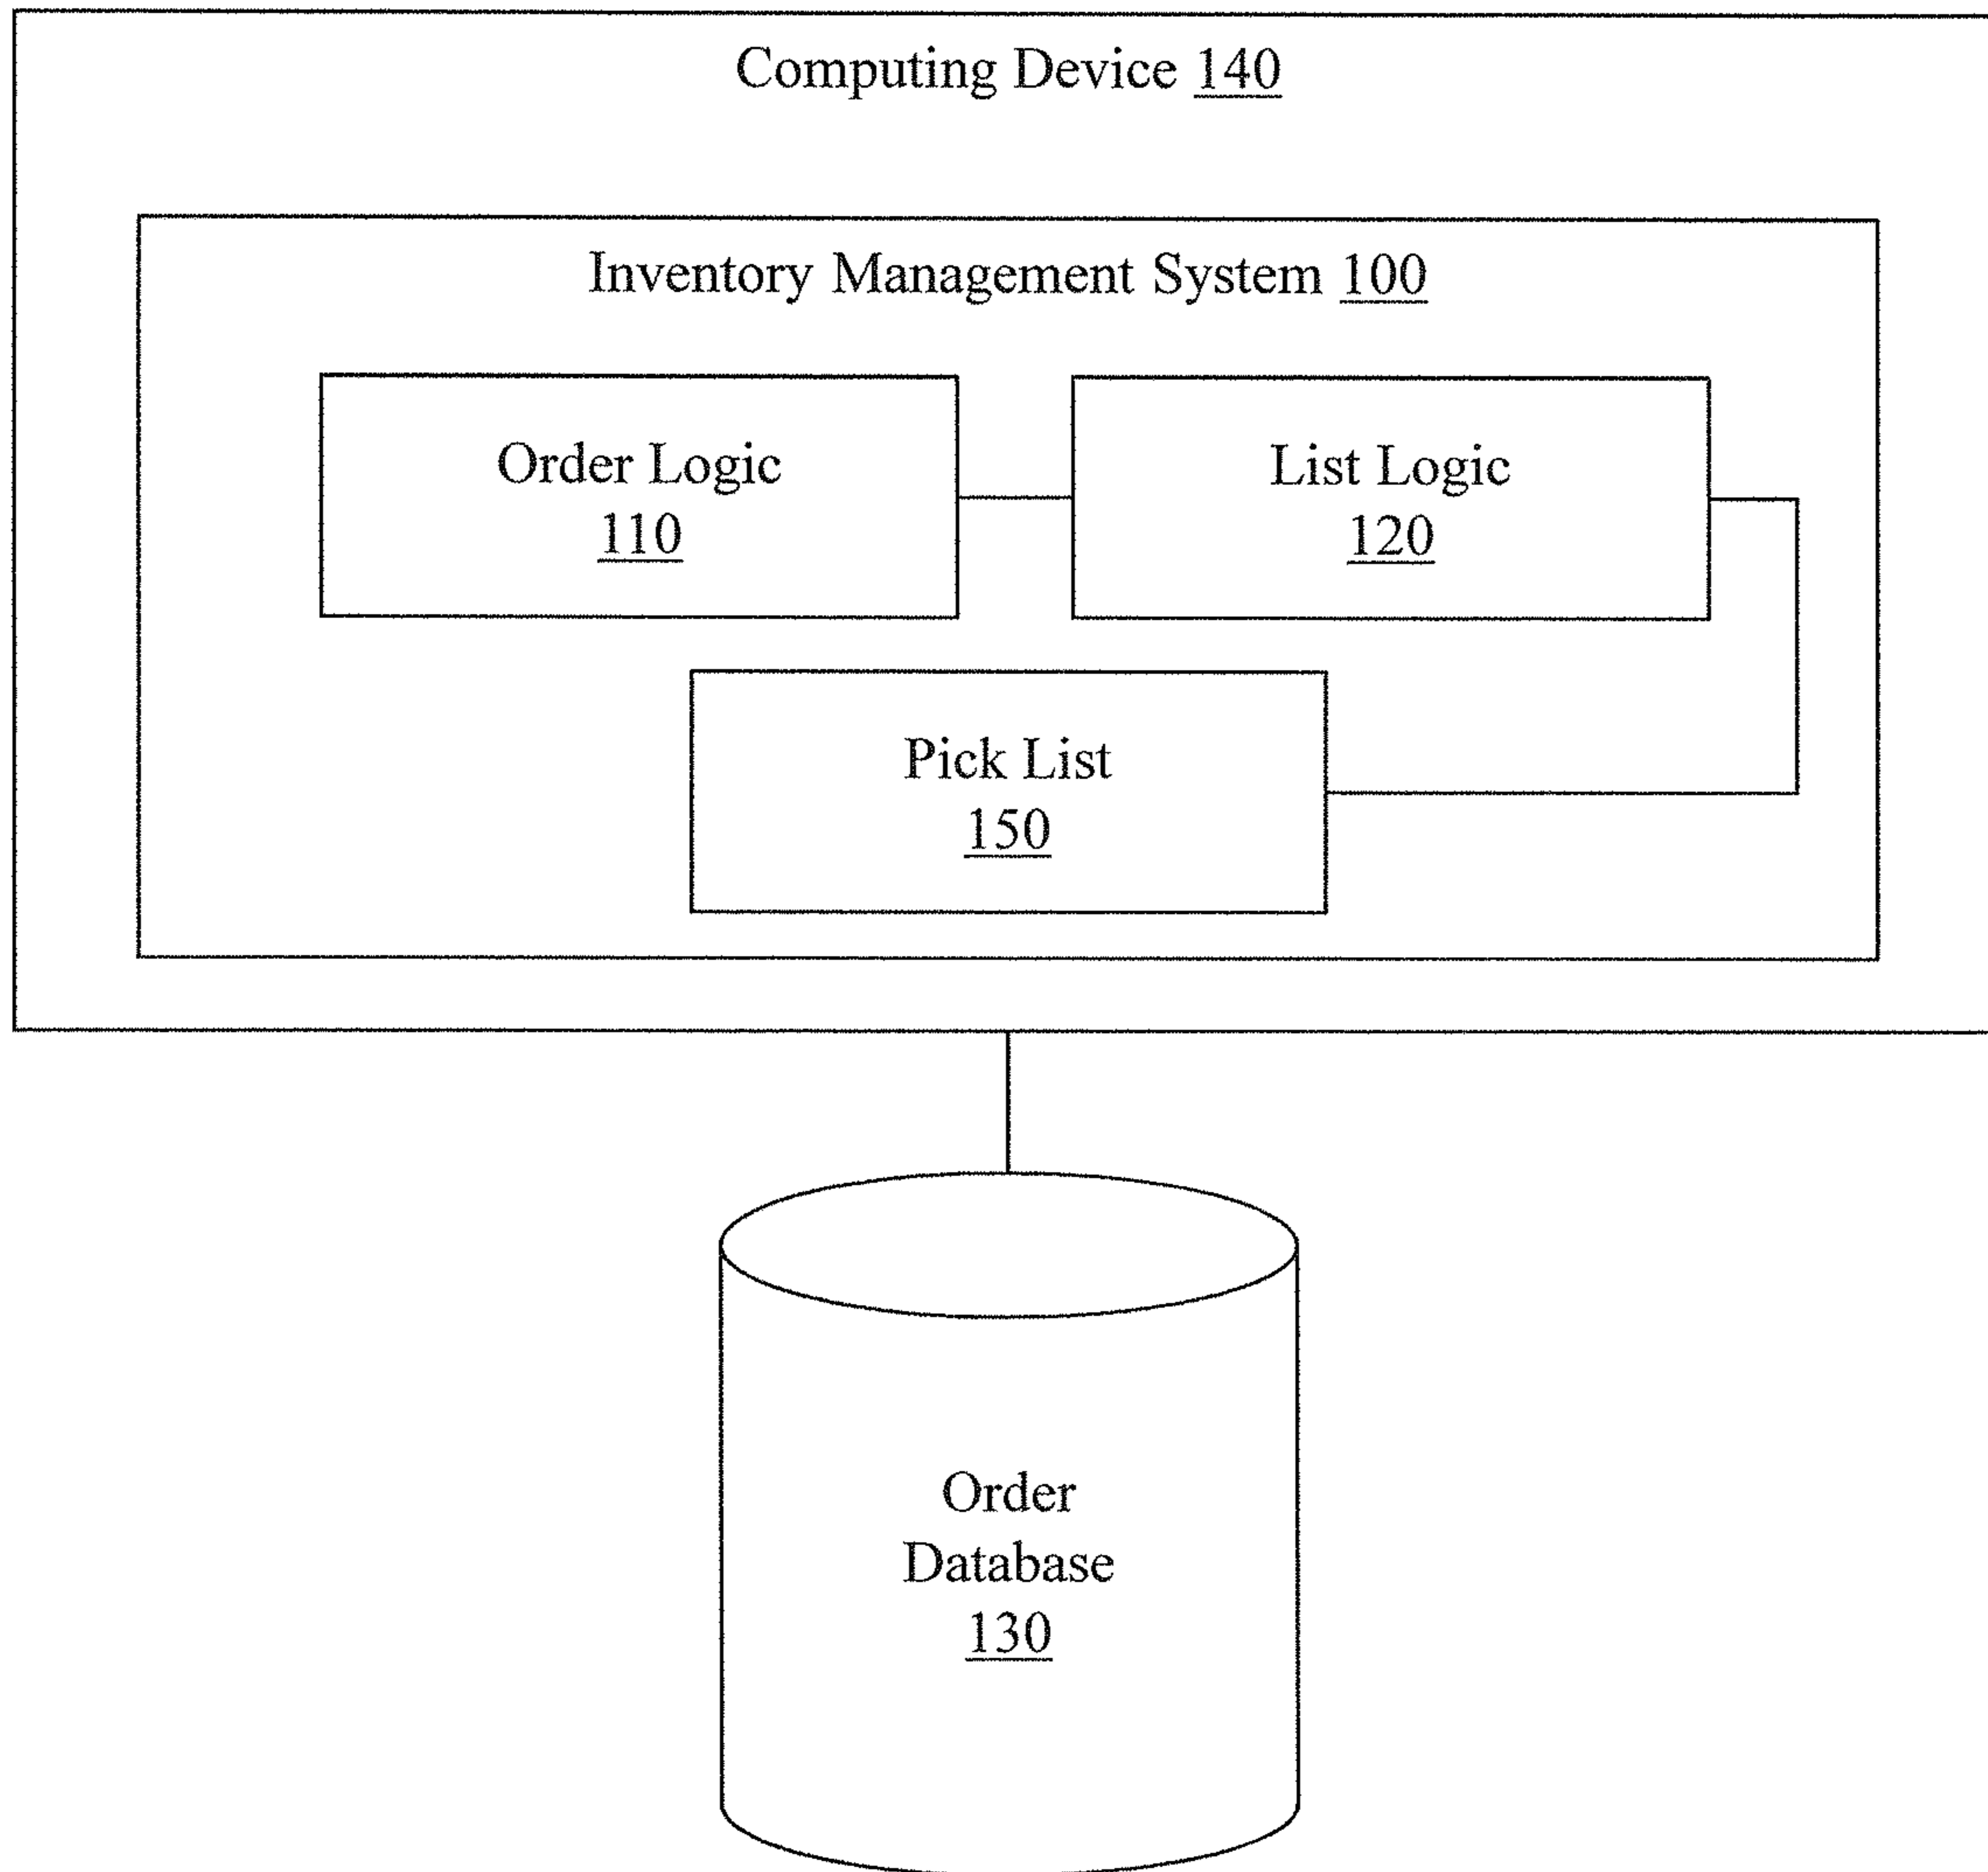 Computing Device 140
Inventory Management System 100
Order Logic
110
List Logic
120
Pick List
150
Order
Database
130